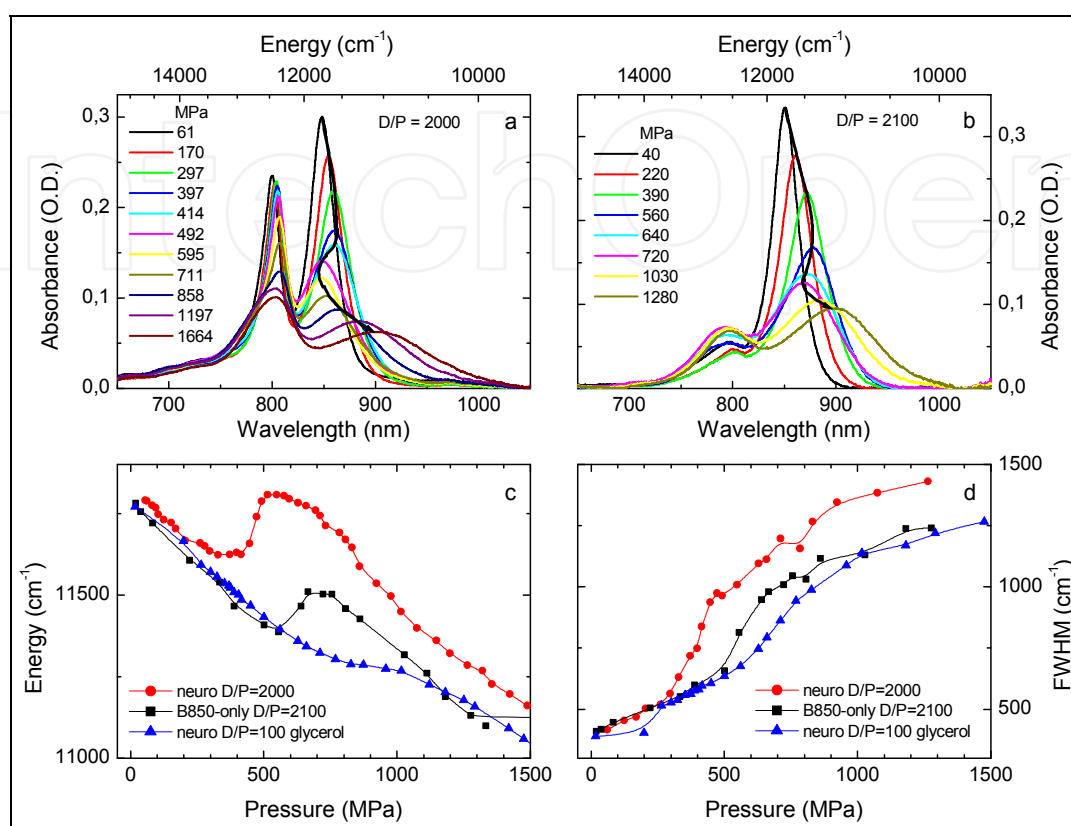 Energy (cm-1)
14000 12000 10000
a
D/P = 2000
MPa
61
170
297
397
414
492
595
711
858
1197
1664
0,3
0,2
0,1
0,0
Absorbance (O.D.)
700 800 900 1000
Wavelength (nm)
Energy (cm-1)
14000 12000 10000
b
D/P = 2100
MPa
40
220
390
560
640
720
1030
1280
0,3
0,2
0,1
0,0
Absorbance (O.D.)
700 800 900 1000
Wavelength (nm)
c
11500
11000
Energy (cm-1)
neuro D/P=2000
B850-only D/P=2100
neuro D/P=100 glycerol
0 500 1000 1500
Pressure (MPa)
d
1500
1000
500
FWHM (cm-1)
neuro D/P=2000
B850-only D/P=2100
neuro D/P=100 glycerol
0 500 1000 1500
Pressure (MPa)